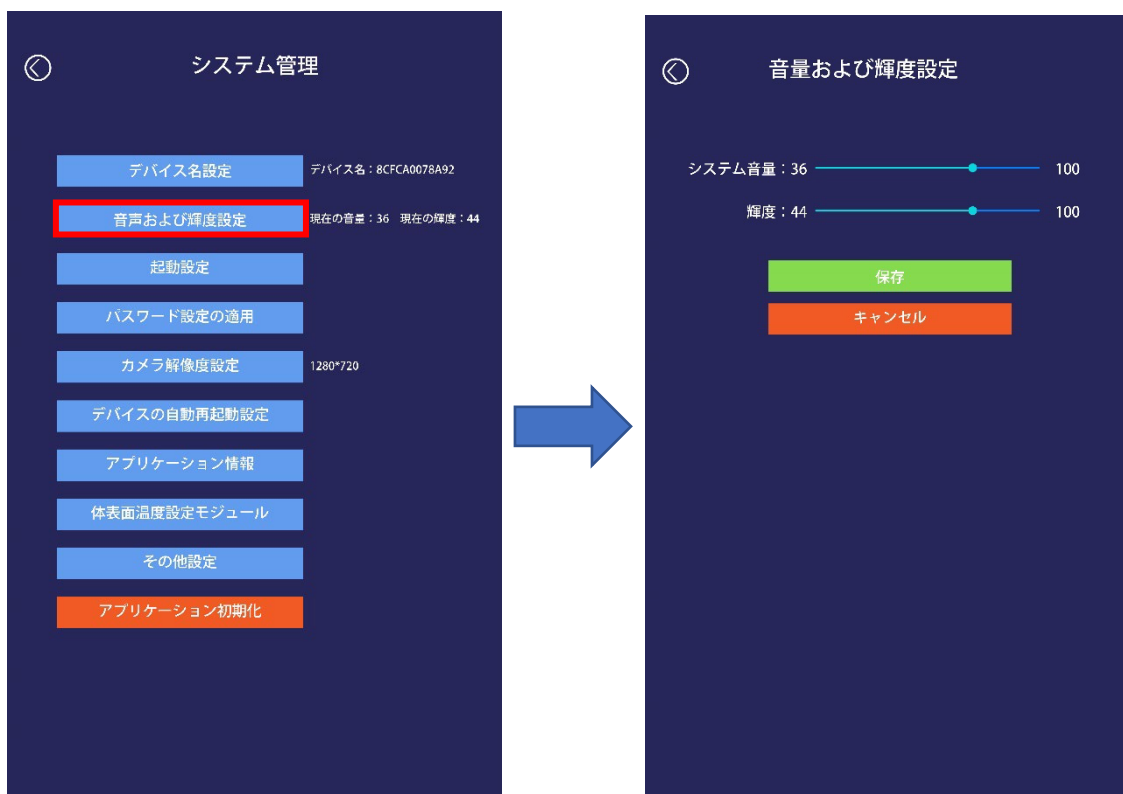 システム管理
デバイス名設定
デバイス名：8CFCA0078A92
音声および輝度設定
現在の音量：36 現在の輝度：44
起動設定
パスワード設定の適用
カメラ解像度設定
1280*720
デバイスの自動再起動設定
アプリケーション情報
体表面温度設定モジュール
その他設定
アプリケーション初期化
音量および輝度設定
システム音量：36 100
輝度：44 100
保存
キャンセル